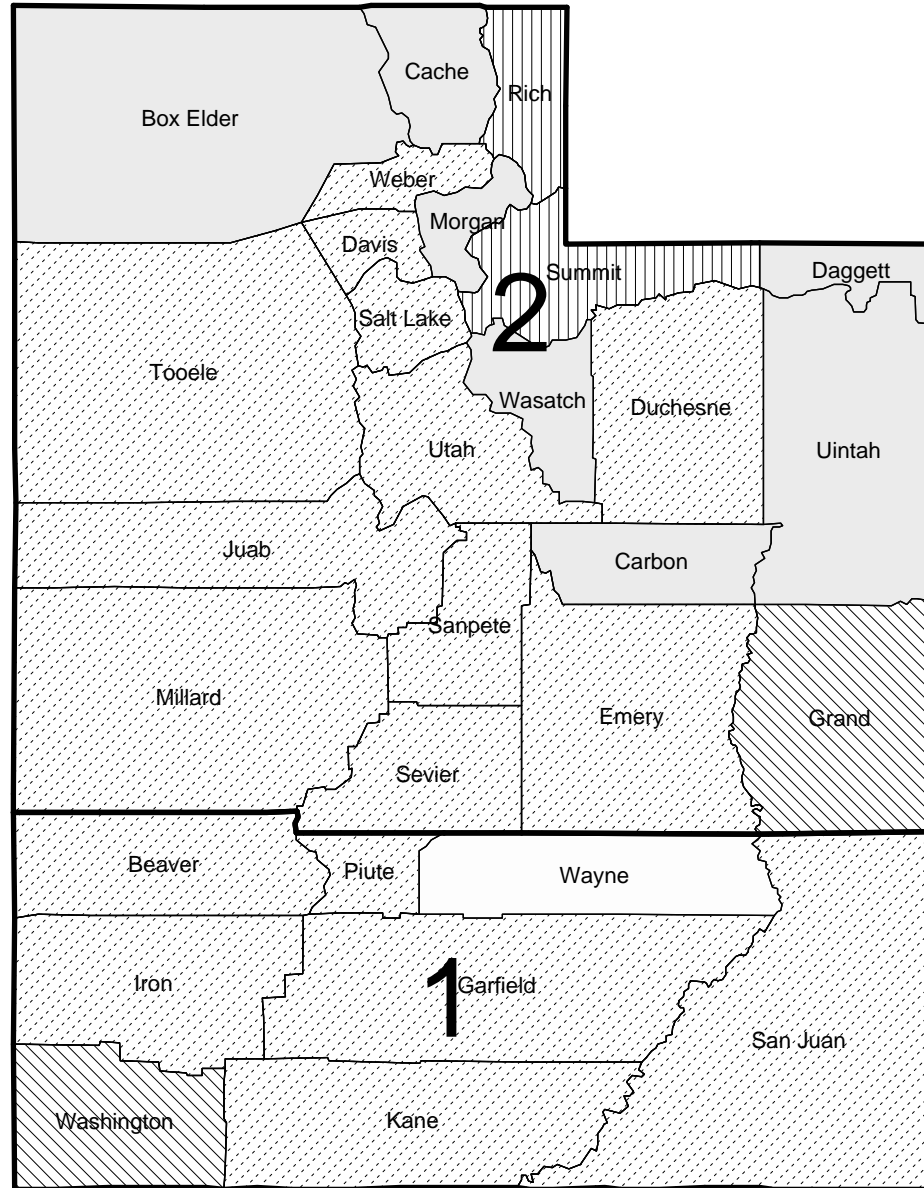 Cache
Rich
Box Elder
Weber
Morgan
Davis
Summit
Daggett
2
Salt Lake
Tooele
Wasatch
Duchesne
Utah
Uintah
Juab
Carbon
Sanpete
Millard
Emery
Grand
Sevier
Beaver
Piute
Wayne
Iron
1
Garfield
San Juan
Washington
Kane